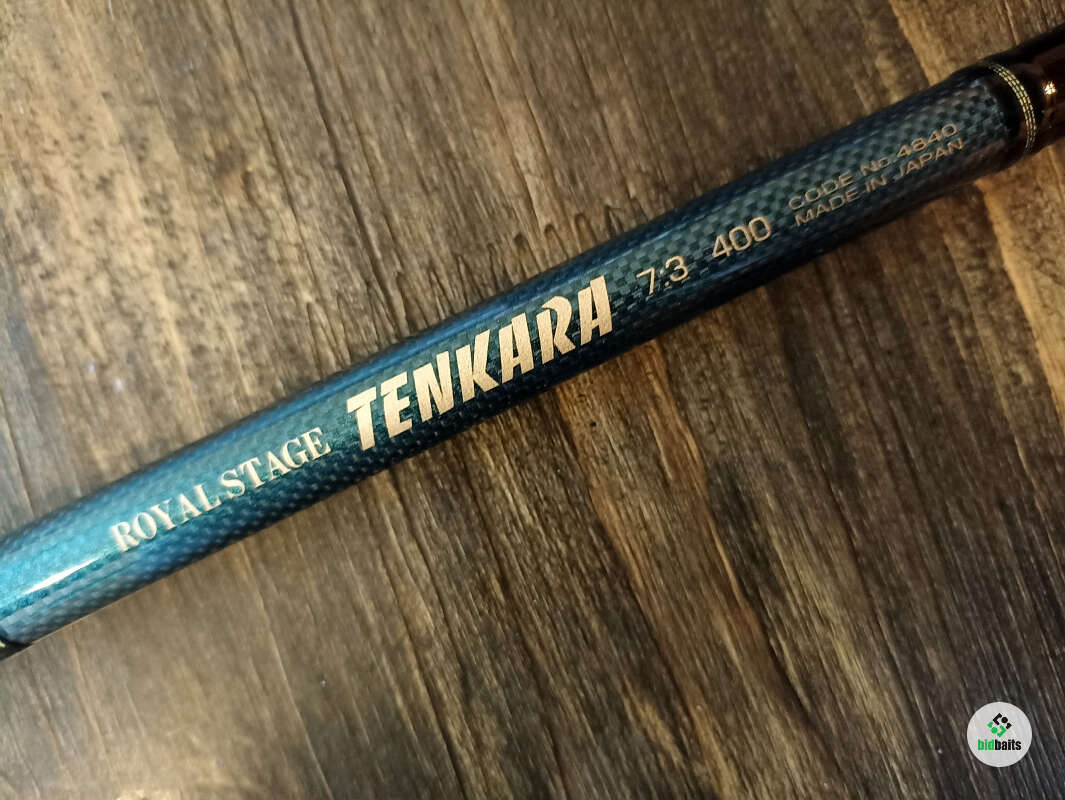 ROYAL STAGE TENKARA 7:3 400
CODE No.4840
MADE IN JAPAN
bidbaits